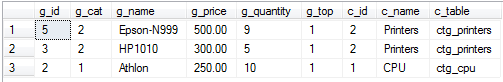 g_id g_cat g_name g_price g_quantity g_top c_id c_name c_table
1 5 2 Epson-N999 500.00 9 1 2 Printers ctg_printers
2 3 2 HP1010 300.00 5 1 2 Printers ctg_printers
3 2 1 Athlon 250.00 10 1 1 CPU ctg_cpu